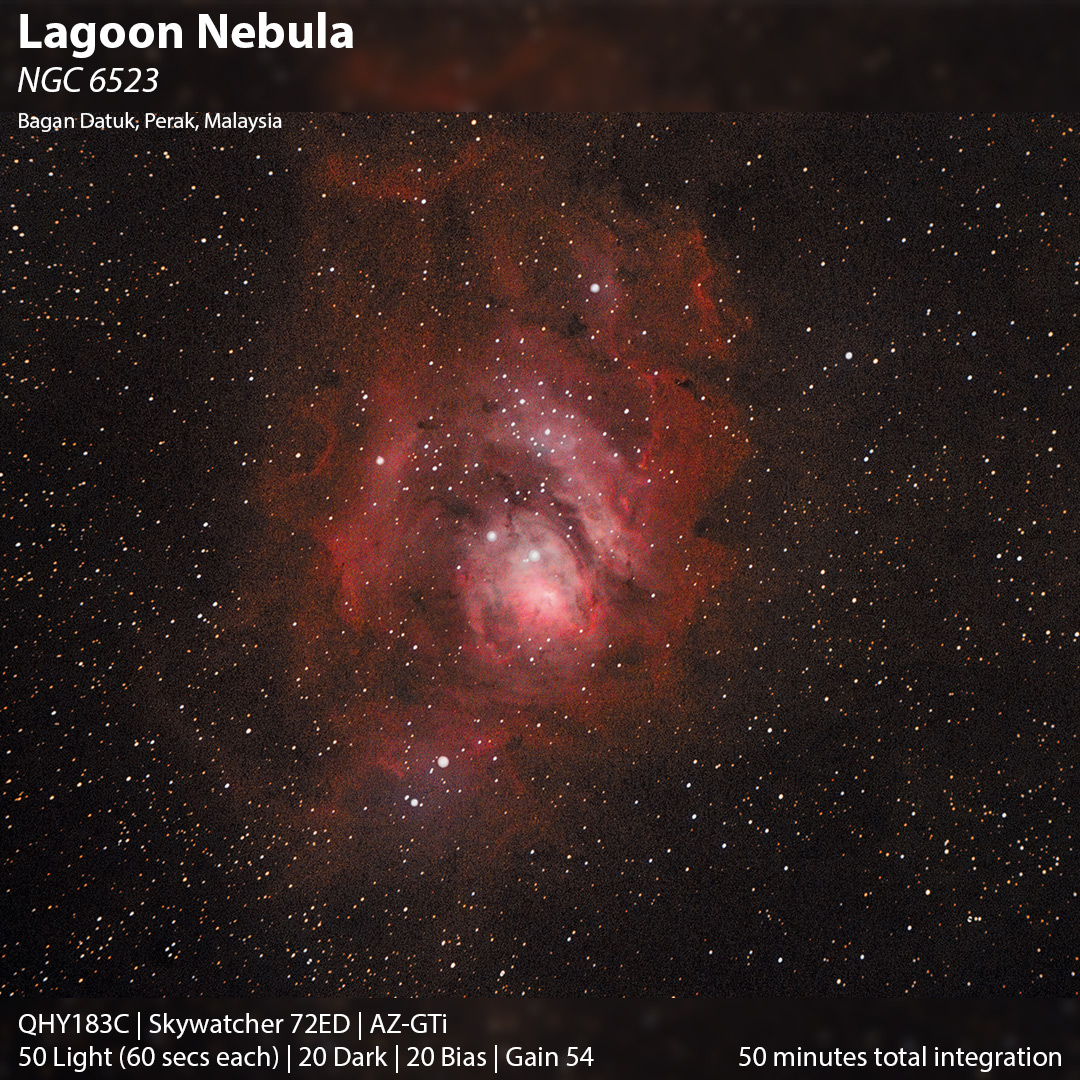 Lagoon Nebula
NGC 6523
Bagan Datuk, Perak, Malaysia
QHY183C | Skywatcher 72ED | AZ-GTi
50 Light (60 secs each) | 20 Dark | 20 Bias | Gain 54
50 minutes total integration